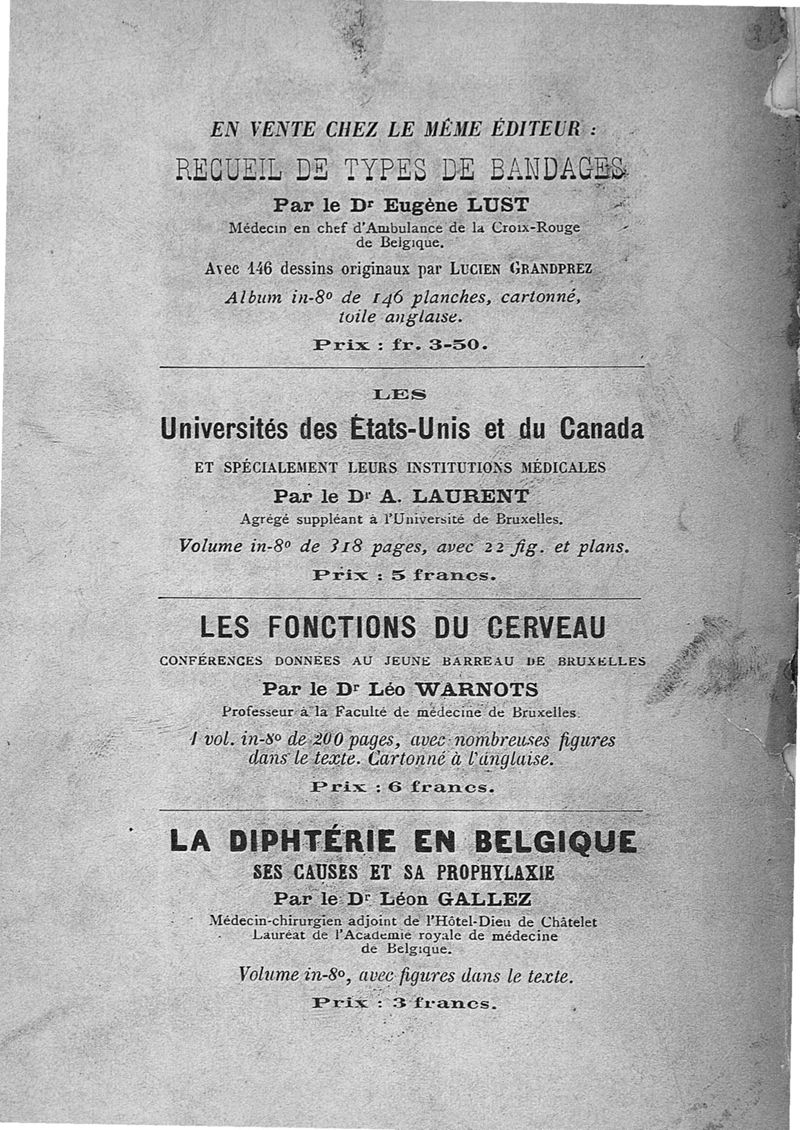 EN VENTE CHEZ LE MÊME ÉDITEUR :
RECUEIL DE TYPES DE BANDAGES
Par le Dr Eugène LUST
Médecin en chef d'Ambulance de la Croix-Rouge
de Belgique.
Avec 146 dessins originaux par LUCIEN GRANDPREZ
Album in-8º de 146 planches, cartonné,
toile anglaise.
Prix : fr. 3-50.
LES
Universités des États-Unis et du Canada
ET SPÉCIALEMENT LEURS INSTITUTIONS MÉDICALES
Par le Dr A. LAURENT
Agrégé suppléant à l'Université de Bruxelles.
Volume in-8º de 318 pages, avec 22 fig. et plans.
Prix : 5 francs.
LES FONCTIONS DU CERVEAU
CONFÉRENCES DONNÉES AU JEUNE BARREAU DE BRUXELLES
Par le Dr Léo WARNOTS
Professeur à la Faculté de médecine de Bruxelles.
1 vol. in-8º de 200 pages, avec nombreuses figures
dans le texte. Cartonné à l'anglaise.
Prix : 6 francs.
LA DIPHTÉRIE EN BELGIQUE
SES CAUSES ET SA PROPHYLAXIE
Par le Dr Léon GALLEZ
Médecin-chirurgien adjoint de l'Hôtel-Dieu de Châtelet
Lauréat de l'Academie royale de médecine
de Belgique.
Volume in-8º, avec figures dans le texte.
Prix : 3 francs.